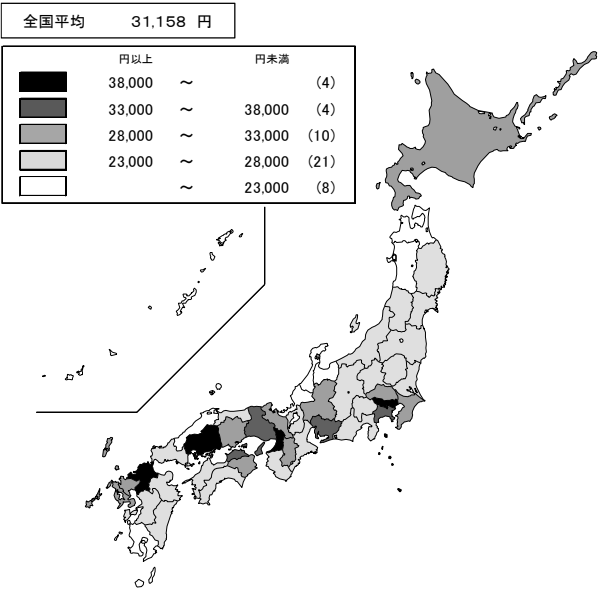 全国平均 31,158 円
円以上 円未満
38,000 ～ (4)
33,000 ～ 38,000 (4)
28,000 ～ 33,000 (10)
23,000 ～ 28,000 (21)
～ 23,000 (8)